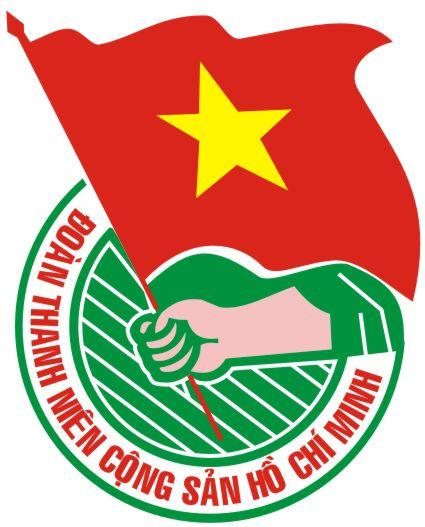 ĐOÀN THANH NIÊN CỘNG SẢN HỒ CHÍ MINH